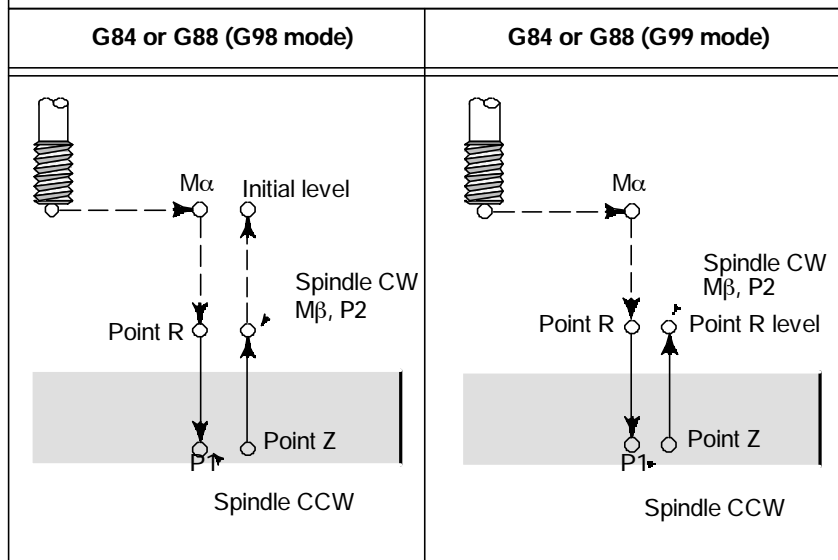 G84 or G88 (G98 mode)
G84 or G88 (G99 mode)
Mα
Initial level
Spindle CW
Mβ, P2
Point R
Point Z
P1
Spindle CCW
Mα
Spindle CW
Mβ, P2
Point R
Point R level
Point Z
P1
Spindle CCW